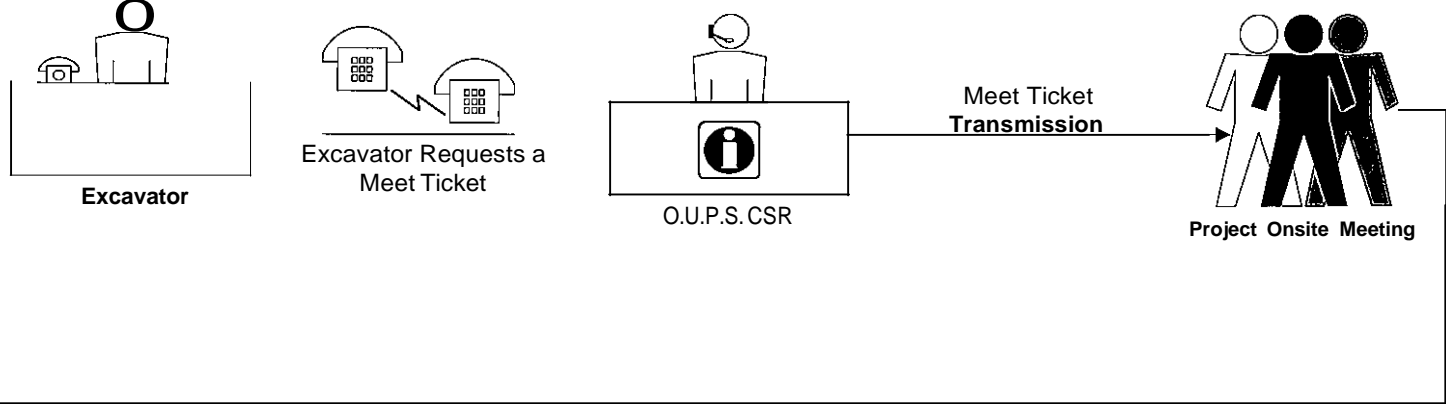 Excavator
Excavator Requests a
Meet Ticket
O.U.P.S. CSR
Meet Ticket
Transmission
Project Onsite Meeting